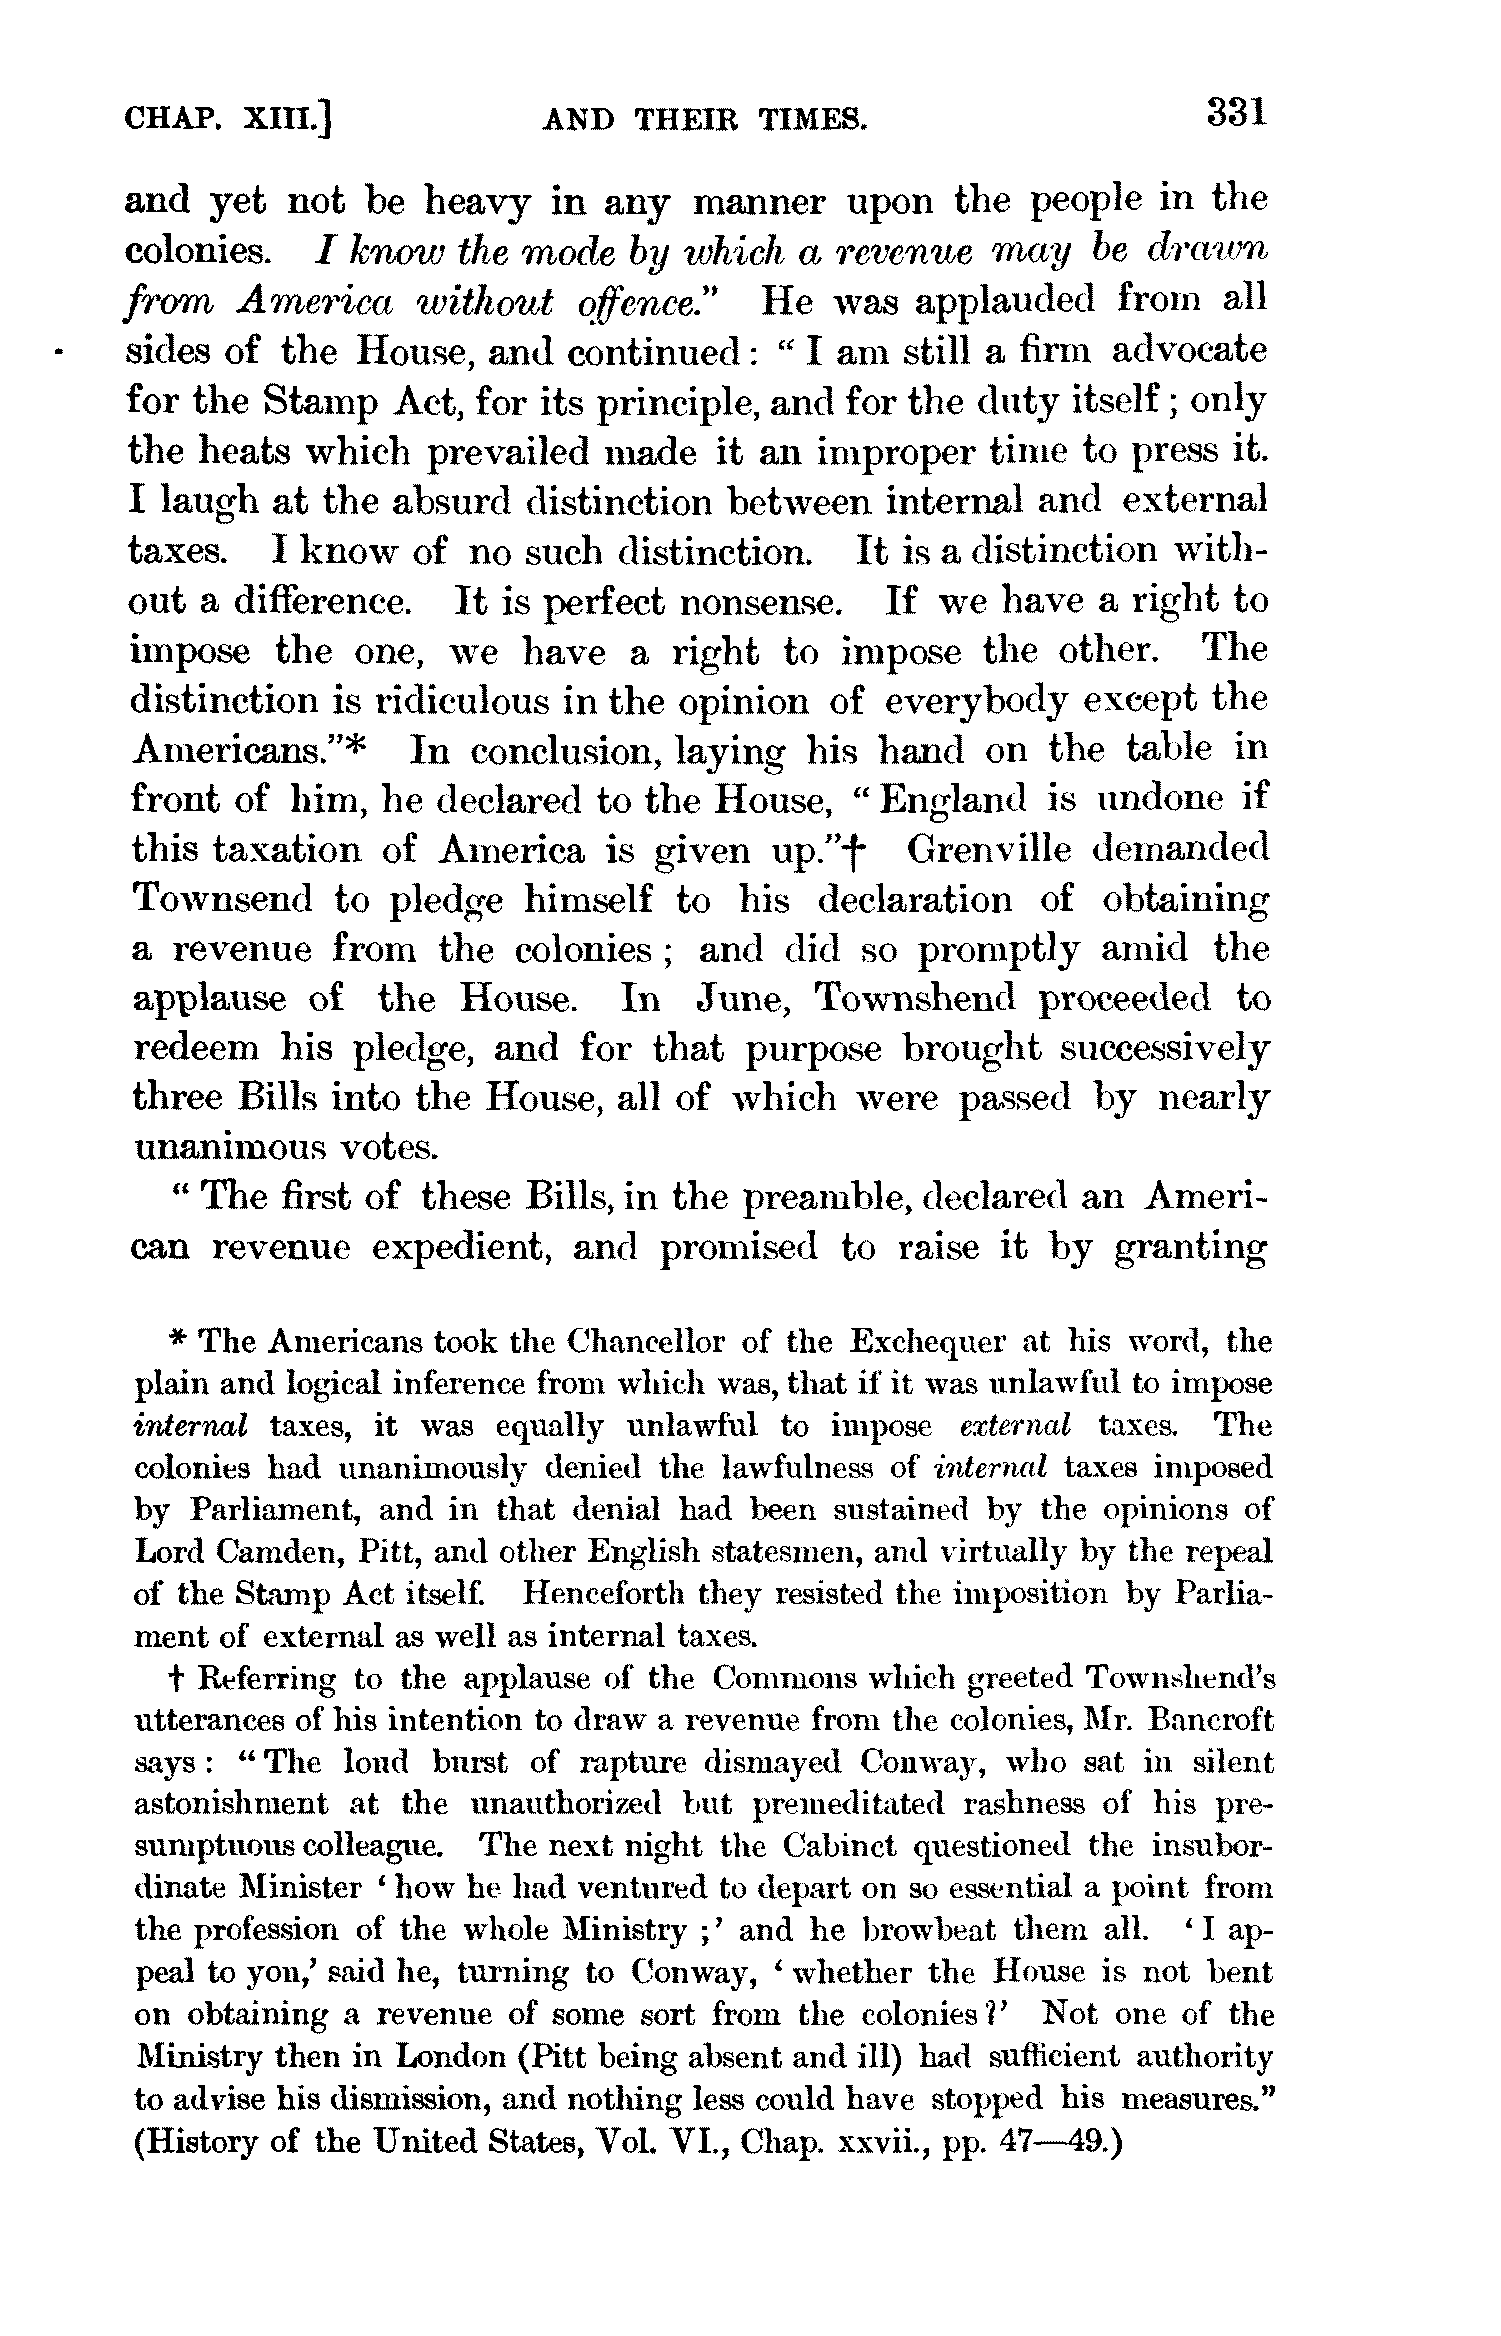 CHAP. XIII.] AND THEIR TIMES. 331
and yet not be heavy in any manner upon the people in the
colonies. I know the mode by which a revenue may be drawn
from America without offence." He was applauded from all
sides of the House, and continued: "I am still a firm advocate
for the Stamp Act, for its principle, and for the duty itself; only
the heats which prevailed made it an improper time to press it.
I laugh at the absurd distinction between internal and external
taxes. I know of no such distinction. It is a distinction with-
out a difference. It is perfect nonsense. If we have a right to
impose the one, we have a right to impose the other. The
distinction is ridiculous in the opinion of everybody except the
Americans."* In conclusion, laying his hand on the table in
front of him, he declared to the House, "England is undone if
this taxation of America is given up."† Grenville demanded
Townsend to pledge himself to his declaration of obtaining
a revenue from the colonies; and did so promptly amid the
applause of the House. In June, Townshend proceeded to
redeem his pledge, and for that purpose brought successively
three Bills into the House, all of which were passed by nearly
unanimous votes.
"The first of these Bills, in the preamble, declared an Ameri-
can revenue expedient, and promised to raise it by granting
* The Americans took the Chancellor of the Exchequer at his word, the
plain and logical inference from which was, that if it was unlawful to impose
internal taxes, it was equally unlawful to impose external taxes. The
colonies had unanimously denied the lawfulness of internal taxes imposed
by Parliament, and in that denial had been sustained by the opinions of
Lord Camden, Pitt, and other English statesmen, and virtually by the repeal
of the Stamp Act itself. Henceforth they resisted the imposition by Parlia-
ment of external as well as internal taxes.
† Referring to the applause of the Commons which greeted Townshend's
utterances of his intention to draw a revenue from the colonies, Mr. Bancroft
says: "The loud burst of rapture dismayed Conway, who sat in silent
astonishment at the unauthorized but premeditated rashness of his pre-
sumptuous colleague. The next night the Cabinet questioned the insubor-
dinate Minister 'how he had ventured to depart on so essential a point from
the profession of the whole Ministry;' and he browbeat them all. 'I ap-
peal to you,' said he, turning to Conway, 'whether the House is not bent
on obtaining a revenue of some sort from the colonies?' Not one of the
Ministry then in London (Pitt being absent and ill) had sufficient authority
to advise his dismission, and nothing less could have stopped his measures."
(History of the United States, Vol. VI., Chap. xxvii., pp. 47—49.)